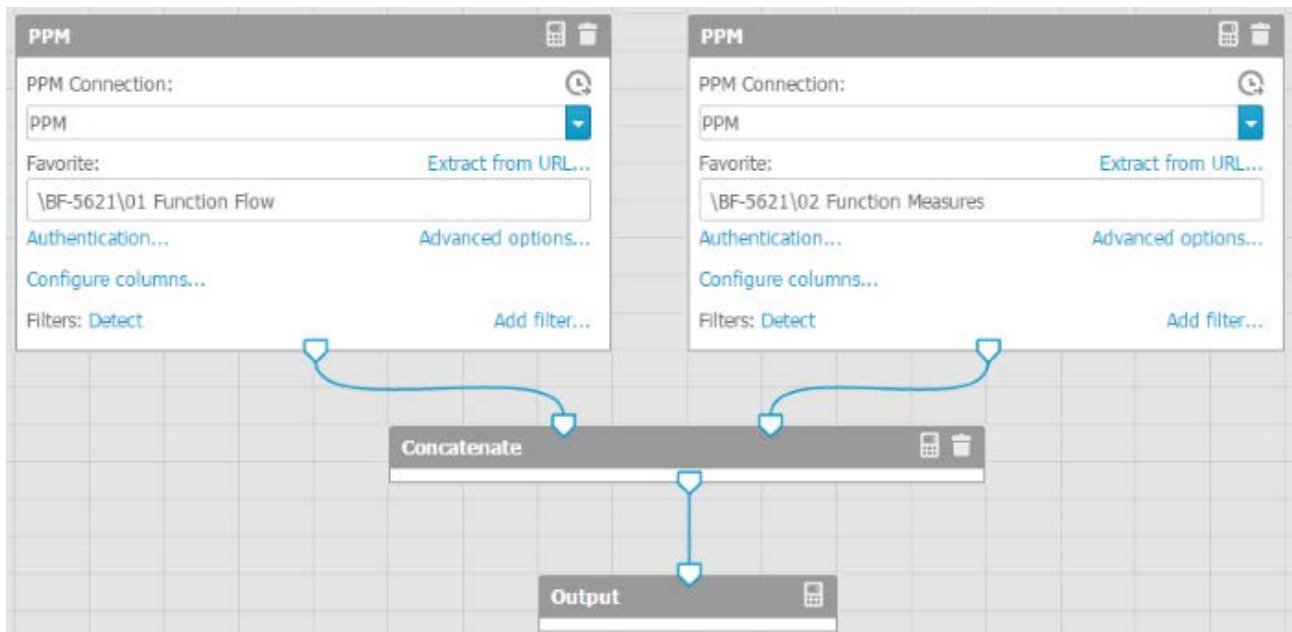 PPM
PPM Connection:
PPM
Favorite: Extract from URL...
\BF-5621\01 Function Flow
Authentication... Advanced options...
Configure columns...
Filters: Detect Add filter...
PPM
PPM Connection:
PPM
Favorite: Extract from URL...
\BF-5621\02 Function Measures
Authentication... Advanced options...
Configure columns...
Filters: Detect Add filter...
Concatenate
Output